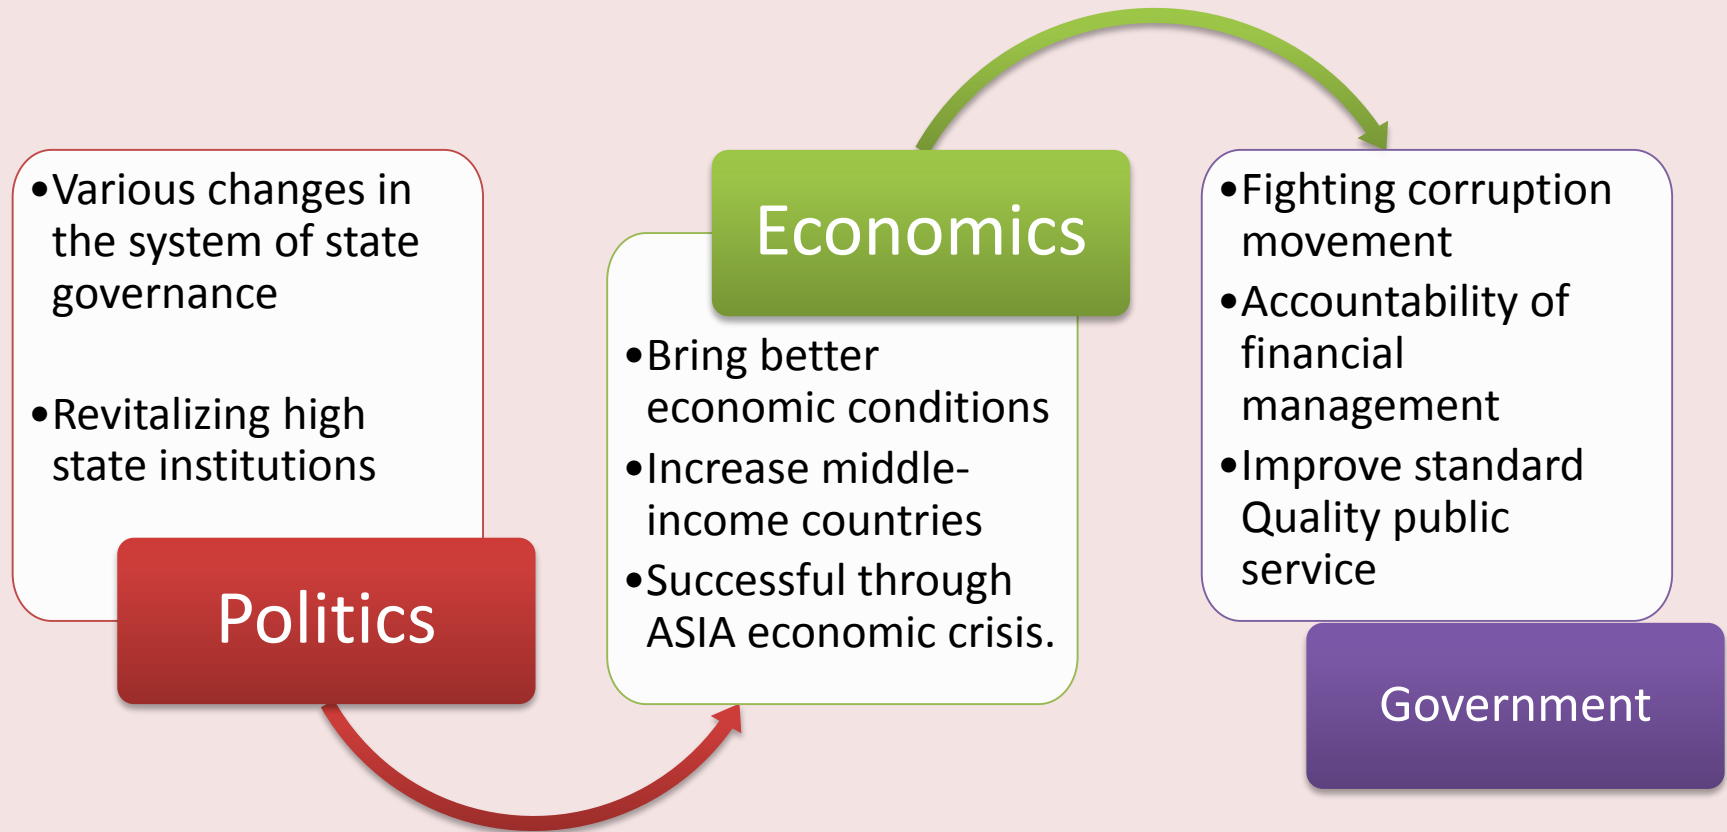 •Various changes in
the system of state
governance
•Revitalizing high
state institutions
Politics
Economics
•Bring better
economic conditions
•Increase middle-
income countries
•Successful through
ASIA economic crisis.
•Fighting corruption
movement
•Accountability of
financial
management
•Improve standard
Quality public
service
Government